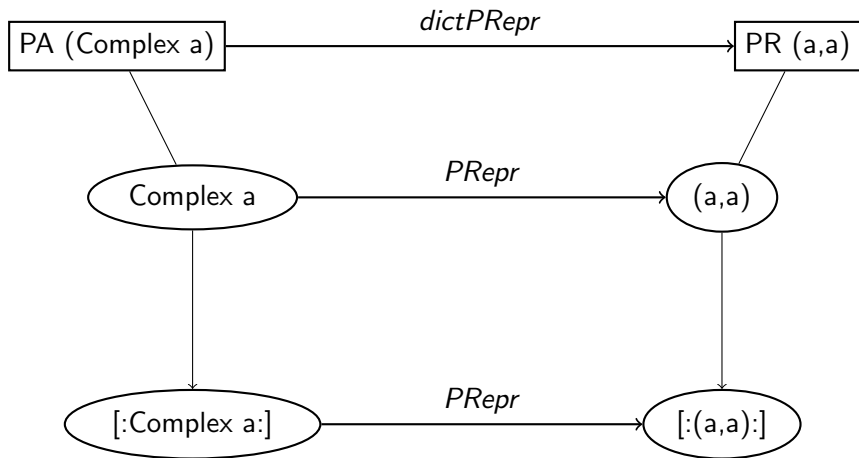 dictPRepr
PA (Complex a)
PR (a,a)
PRepr
Complex a
(a,a)
PRepr
[:Complex a:]
[:(a,a):]